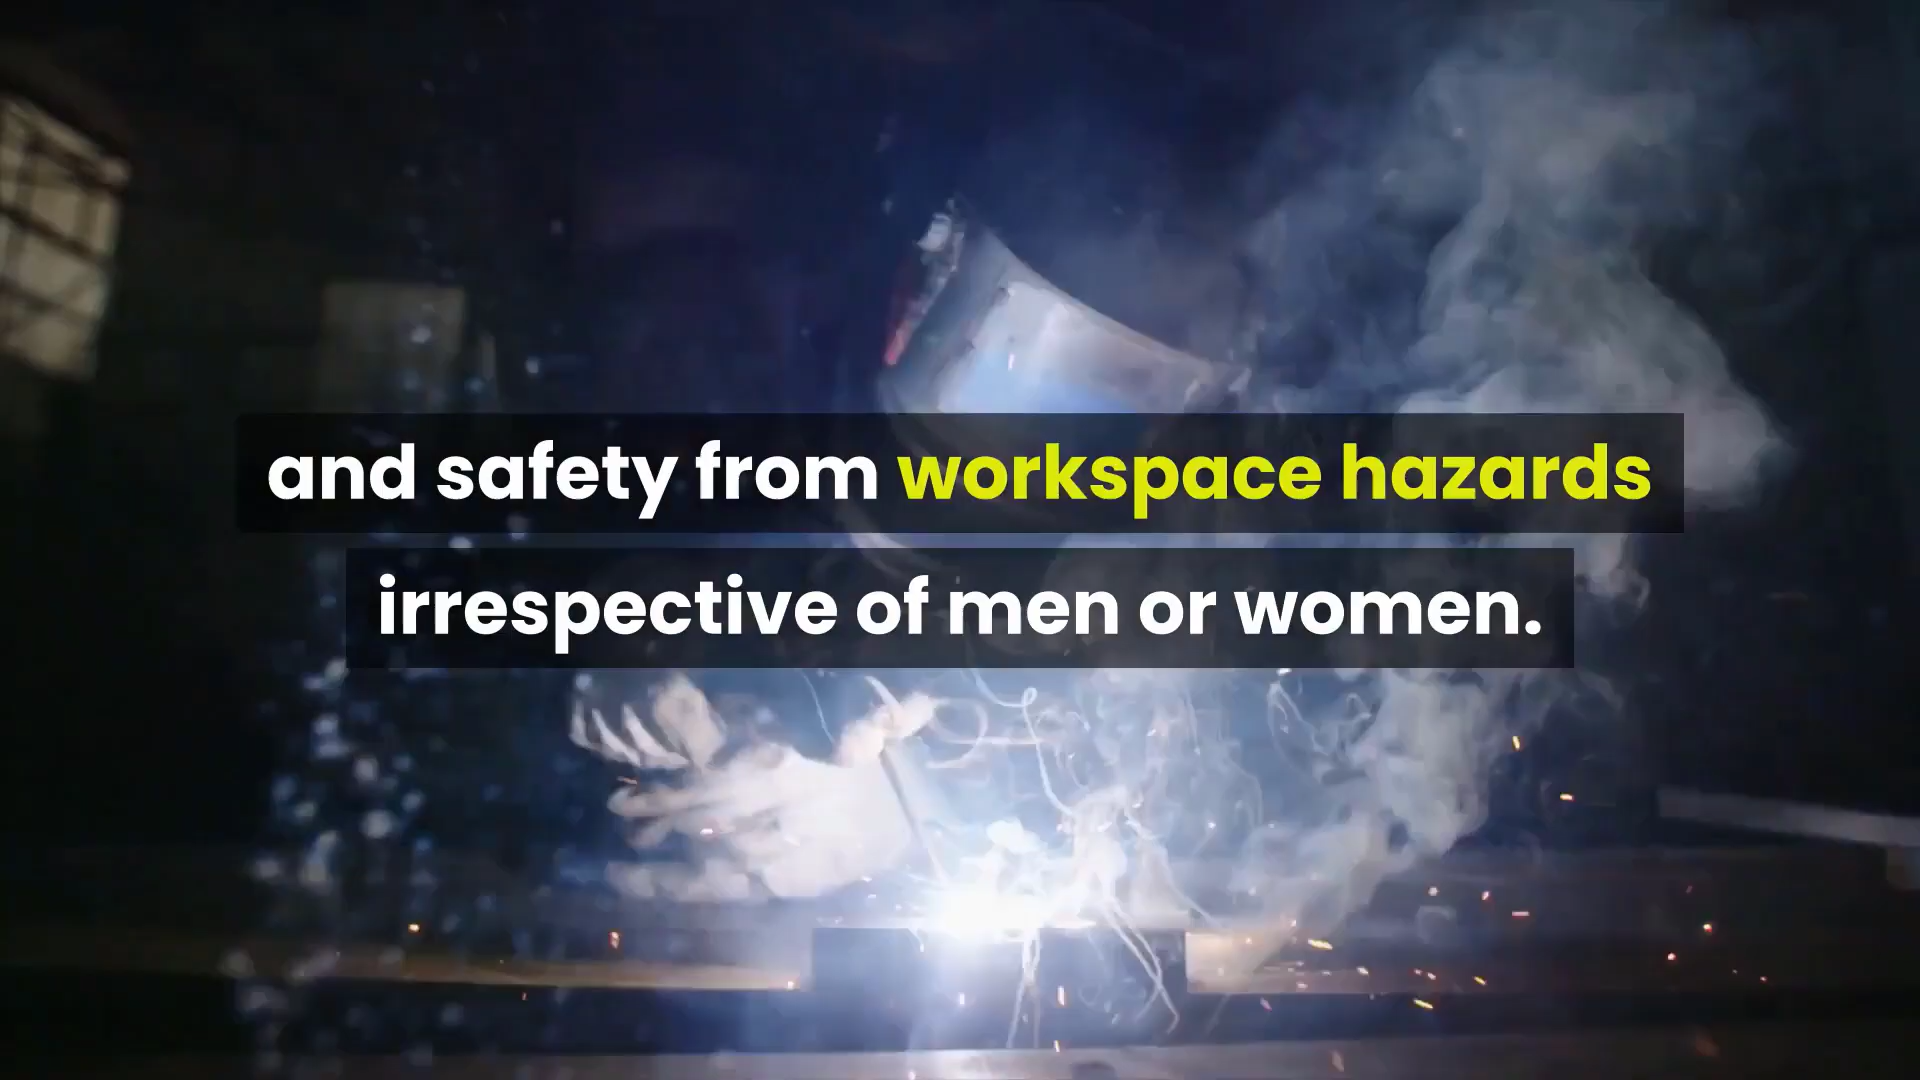 and safety from workspace hazards
irrespective of men or women.